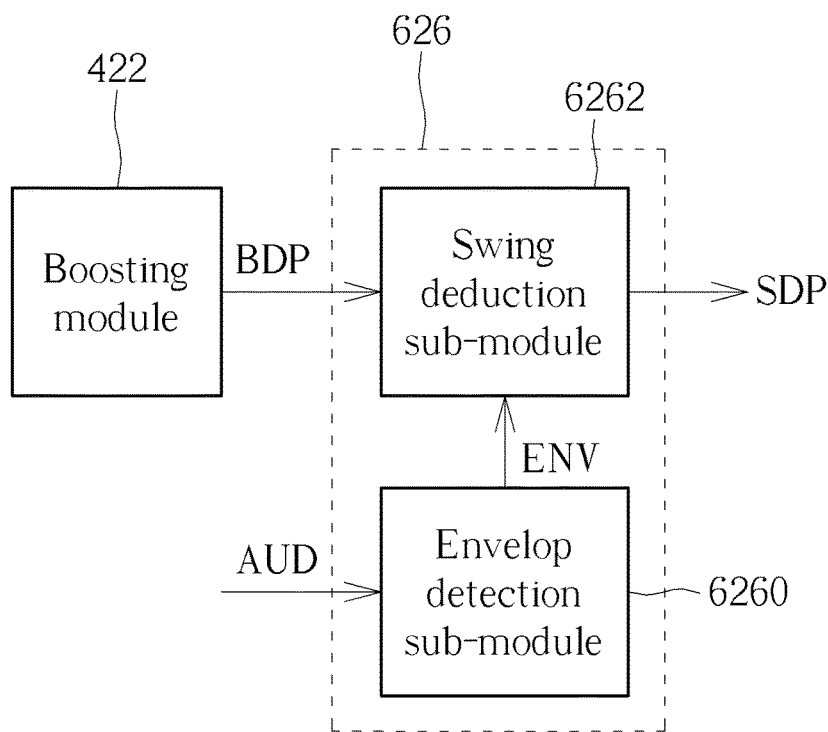 626
422
6262
Boosting
module
BDP
Swing
deduction
sub-module
SDP
ENV
AUD
Envelop
detection
sub-module
6260